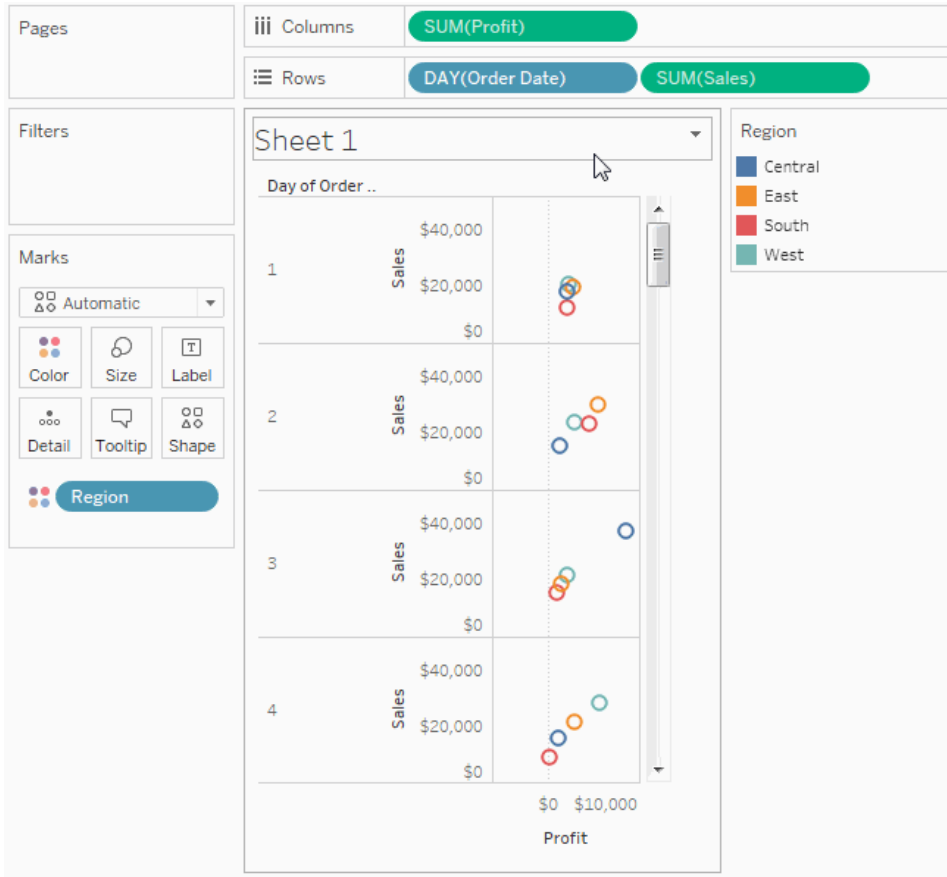 Pages
Columns
SUM(Profit)
Rows
DAY(Order Date)
SUM(Sales)
Filters
Marks
Automatic
Color
Size
T
Label
Detail
Tooltip
Shape
Region
Sheet 1
Day of Order ..
1
Sales
$40,000
$20,000
$0
2
Sales
$40,000
$20,000
$0
3
Sales
$40,000
$20,000
$0
4
Sales
$40,000
$20,000
$0
$0 $10,000
Profit
Region
Central
East
South
West